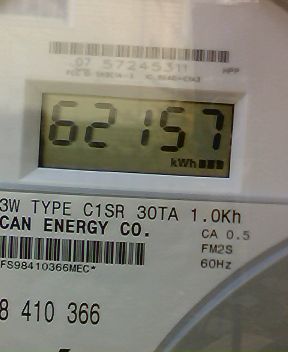 07 57245311
HPP
62157
kWh
3W TYPE C1SR 30TA 1.0Kh
CAN ENERGY CO. CA 0.5
FM2S
FS98410366MEC* 60Hz
8 410 366